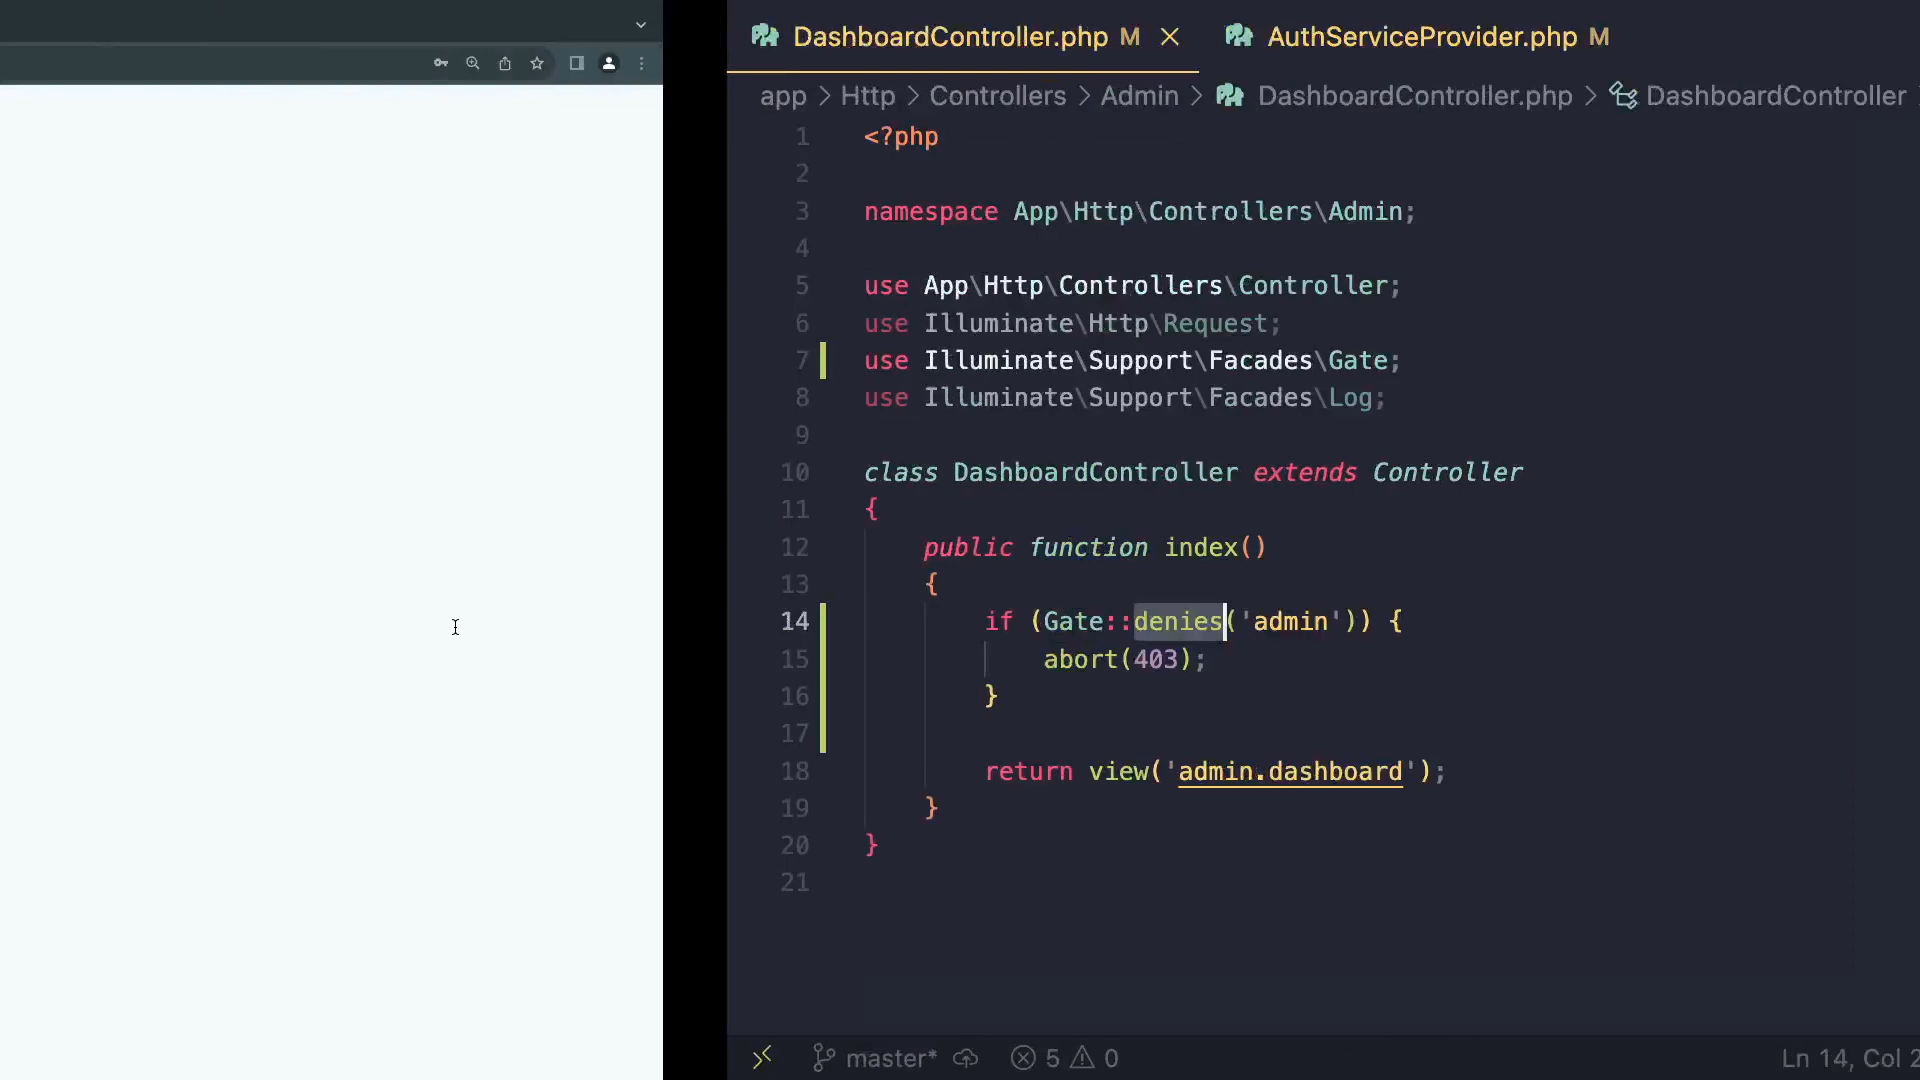 DashboardController.php M
AuthServiceProvider.php M
app > Http > Controllers > Admin > DashboardController.php > DashboardController
1 <?php
2
3 namespace App\Http\Controllers\Admin;
4
5 use App\Http\Controllers\Controller;
6 use Illuminate\Http\Request;
7 use Illuminate\Support\Facades\Gate;
8 use Illuminate\Support\Facades\Log;
9
10 class DashboardController extends Controller
11 {
12 public function index()
13 {
14 if (Gate::denies('admin')) {
15 abort(403);
16 }
17
18 return view('admin.dashboard');
19 }
20 }
21
master* 5 0 Ln 14, Col 2